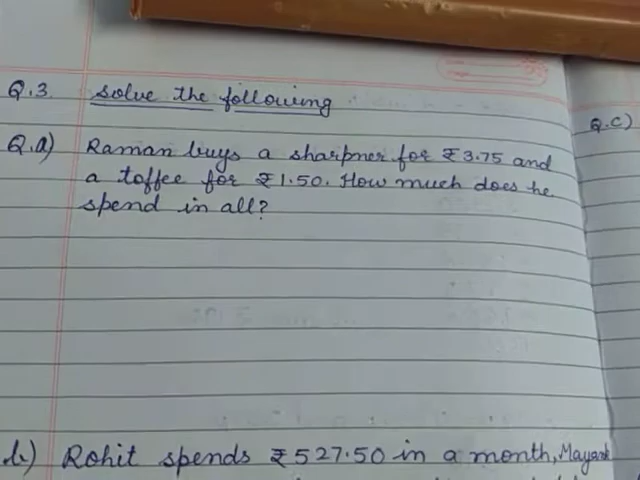 Q.3 Solve the following
Q.a) Raman buys a sharpner for ₹3.75 and
a toffee for ₹1.50. How much does he
spend in all?
b) Rohit spends ₹527.50 in a month, Mayank
Q.C)